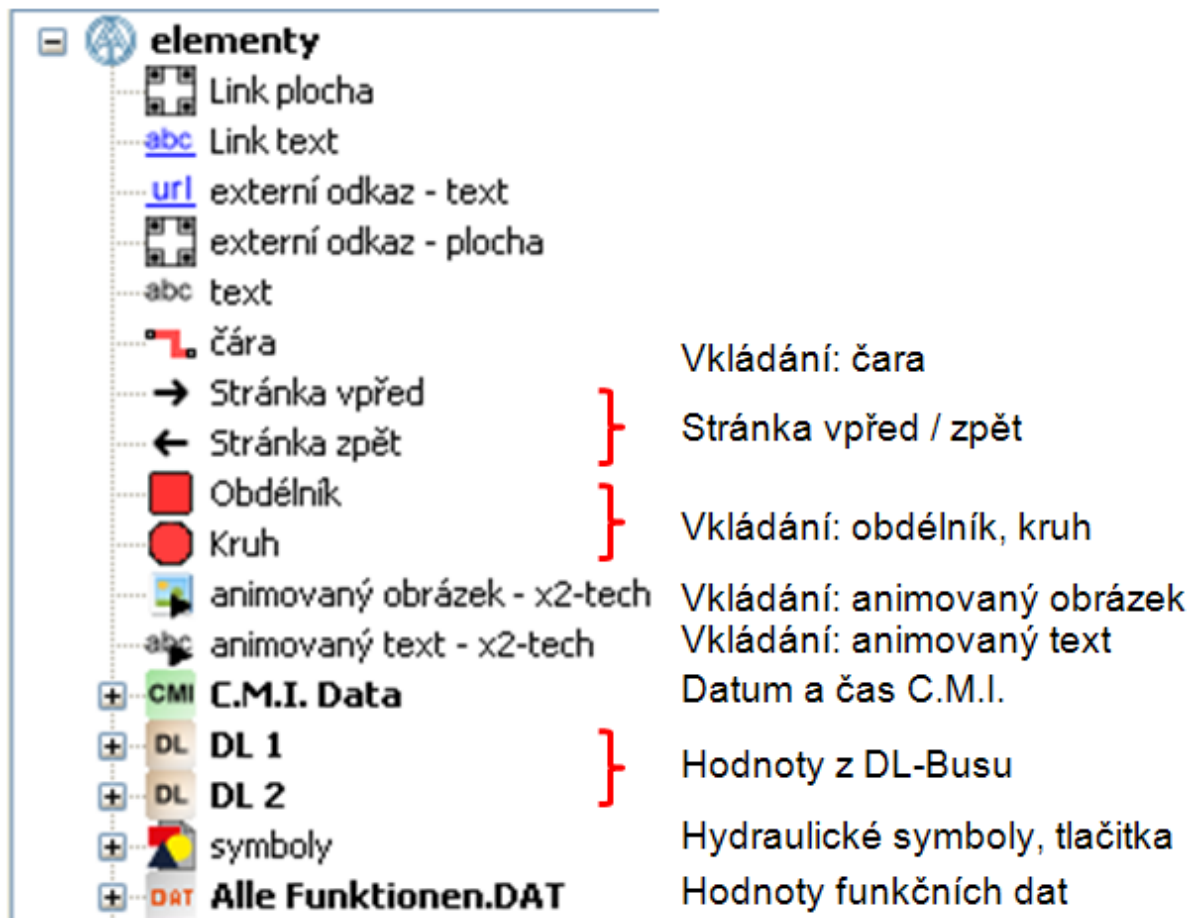 elementy
Link plocha
abc Link text
url externí odkaz - text
externí odkaz - plocha
abc text
čára Vkládání: čara
Stránka vpřed
Stránka vpřed / zpět
Stránka zpět
Obdélník
Vkládání: obdélník, kruh
Kruh
animovaný obrázek - x2-tech Vkládání: animovaný obrázek
abc animovaný text - x2-tech Vkládání: animovaný text
CMI C.M.I. Data Datum a čas C.M.I.
DL DL 1
Hodnoty z DL-Busu
DL DL 2
symboly Hydraulické symboly, tlačitka
DAT Alle Funktionen.DAT Hodnoty funkčních dat